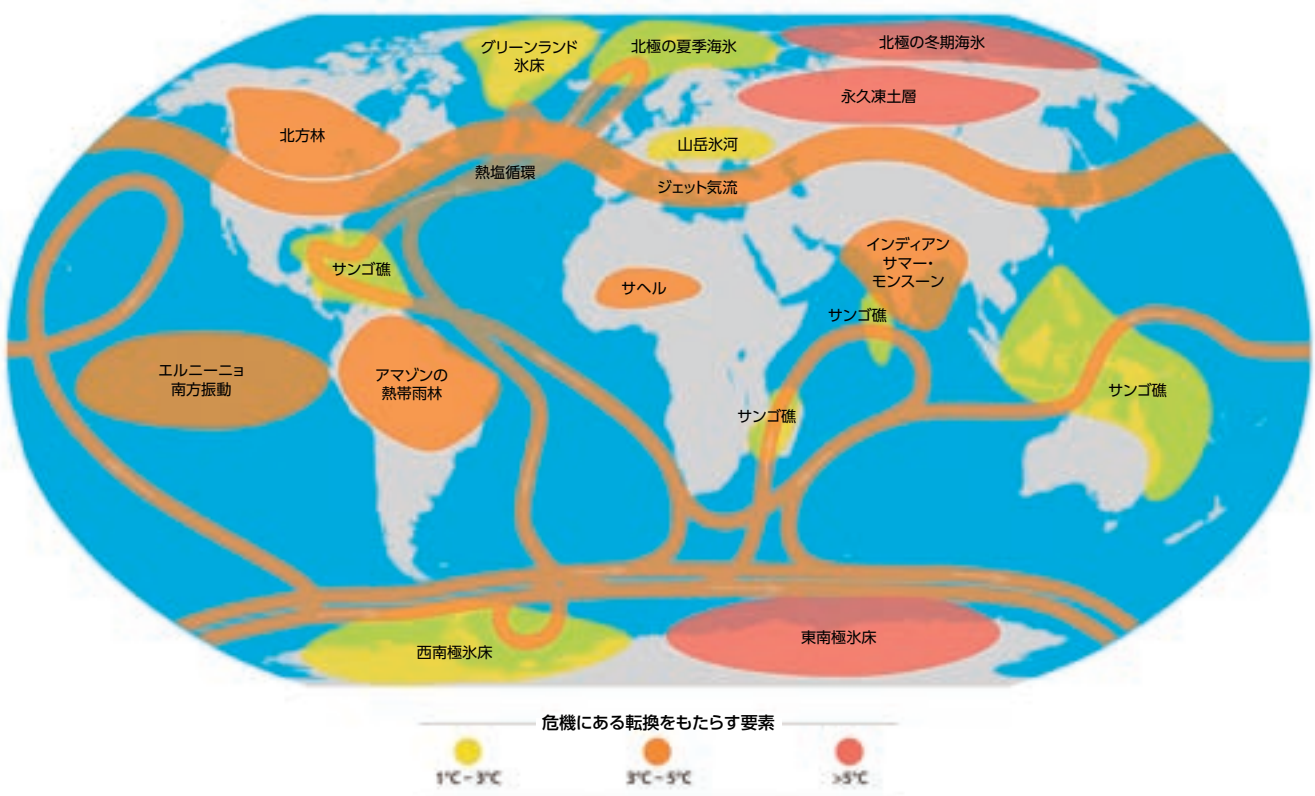 グリーンランド
氷床
北極の夏季海氷
北極の冬期海氷
永久凍土層
北方林
山岳氷河
熱塩循環
ジェット気流
サンゴ礁
サヘル
インディアン
サマー・
モンスーン
サンゴ礁
エルニーニョ
南方振動
アマゾンの
熱帯雨林
サンゴ礁
サンゴ礁
西南極氷床
東南極氷床
危機にある転換をもたらす要素
1°C – 3°C
3°C – 5°C
>5°C